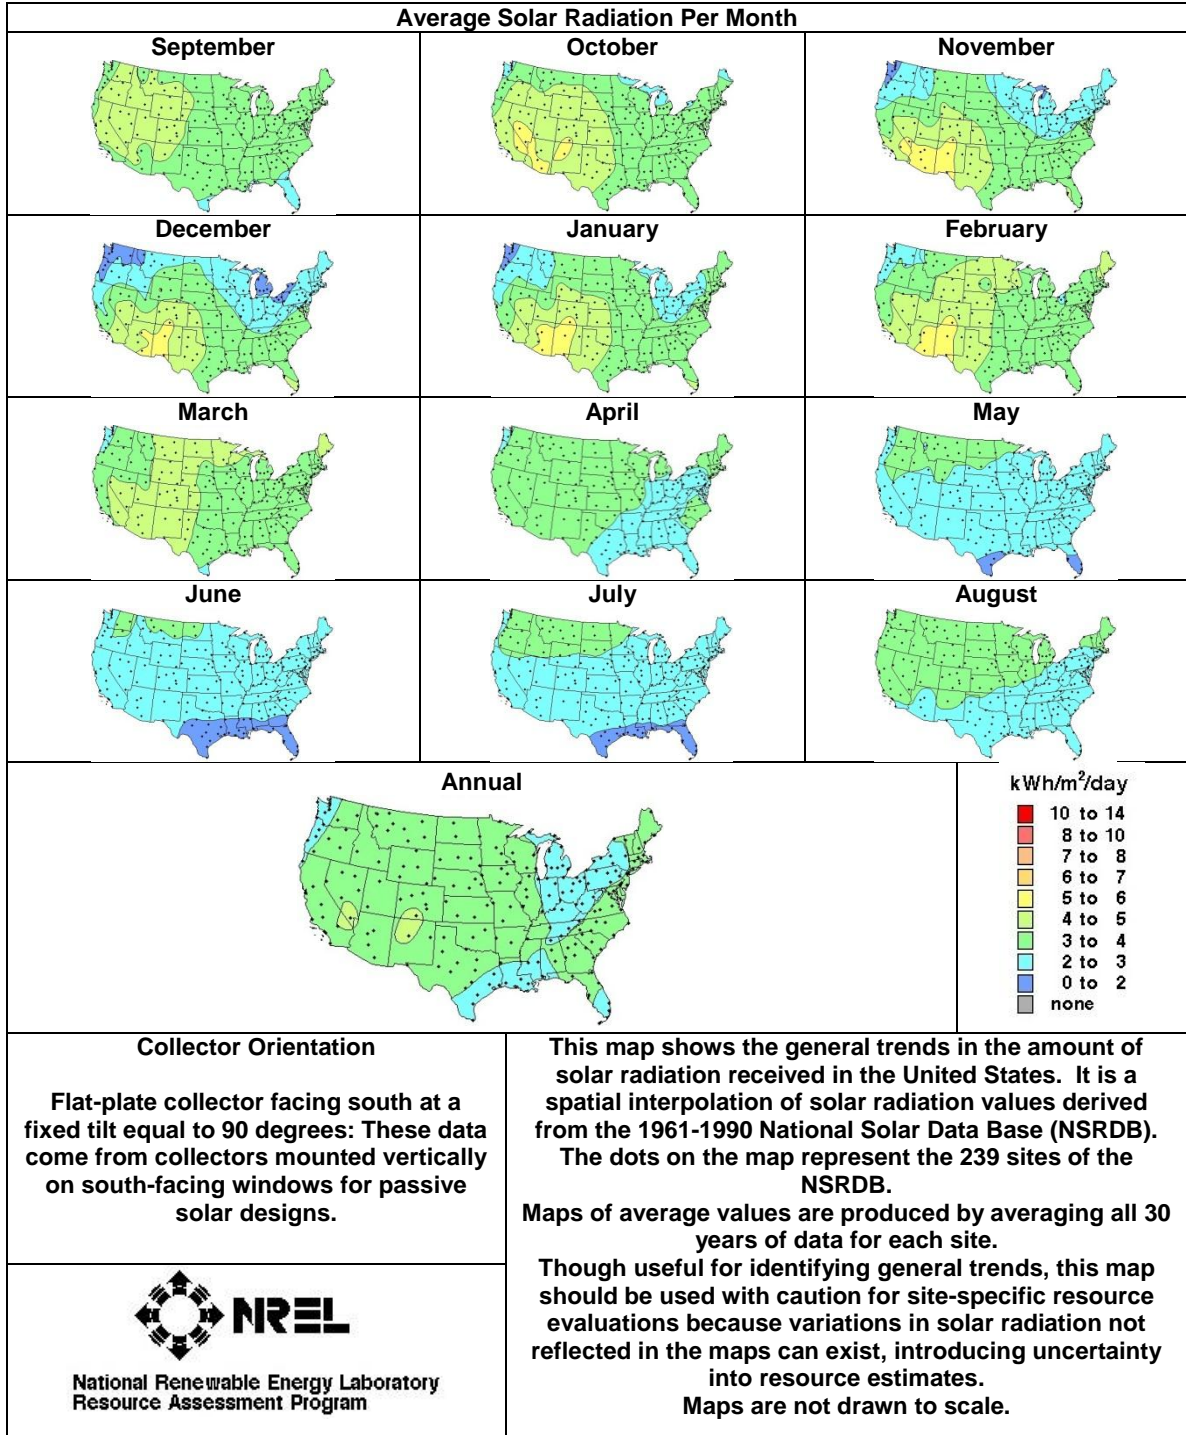 Average Solar Radiation Per Month
September
October
November
December
January
February
March
April
May
June
July
August
Annual
kWh/m²/day
10 to 14
8 to 10
7 to 8
6 to 7
5 to 6
4 to 5
3 to 4
2 to 3
0 to 2
none
Collector Orientation
Flat-plate collector facing south at a
fixed tilt equal to 90 degrees: These data
come from collectors mounted vertically
on south-facing windows for passive
solar designs.
This map shows the general trends in the amount of
solar radiation received in the United States. It is a
spatial interpolation of solar radiation values derived
from the 1961-1990 National Solar Data Base (NSRDB).
The dots on the map represent the 239 sites of the
NSRDB.
Maps of average values are produced by averaging all 30
years of data for each site.
Though useful for identifying general trends, this map
should be used with caution for site-specific resource
evaluations because variations in solar radiation not
reflected in the maps can exist, introducing uncertainty
into resource estimates.
Maps are not drawn to scale.
NREL
National Renewable Energy Laboratory
Resource Assessment Program